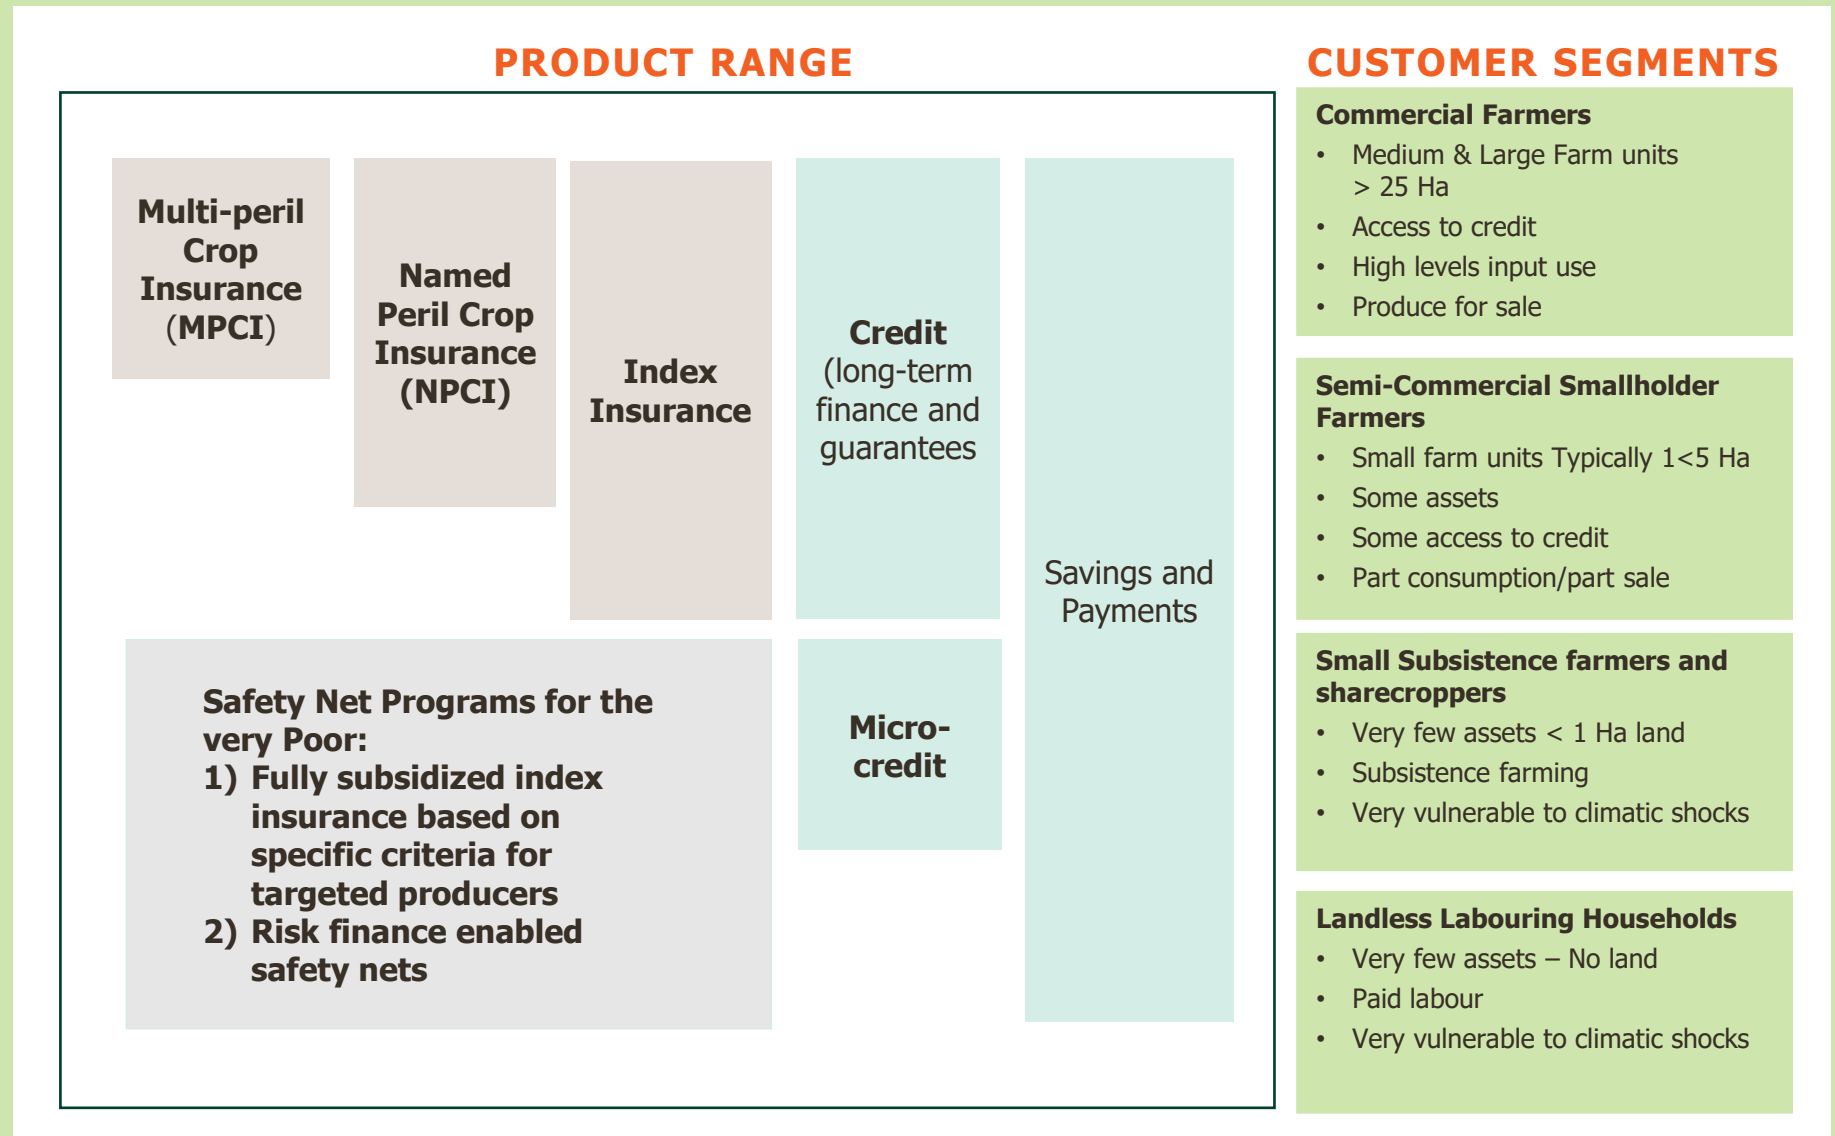 PRODUCT RANGE
Multi-peril
Crop
Insurance
(MPCI)
Named
Peril Crop
Insurance
(NPCI)
Index
Insurance
Credit
(long-term
finance and
guarantees
Savings and
Payments
Safety Net Programs for the
very Poor:
1) Fully subsidized index
insurance based on
specific criteria for
targeted producers
2) Risk finance enabled
safety nets
Micro-
credit
CUSTOMER SEGMENTS
Commercial Farmers
• Medium & Large Farm units
> 25 Ha
• Access to credit
• High levels input use
• Produce for sale
Semi-Commercial Smallholder
Farmers
• Small farm units Typically 1<5 Ha
• Some assets
• Some access to credit
• Part consumption/part sale
Small Subsistence farmers and
sharecroppers
• Very few assets < 1 Ha land
• Subsistence farming
• Very vulnerable to climatic shocks
Landless Labouring Households
• Very few assets – No land
• Paid labour
• Very vulnerable to climatic shocks